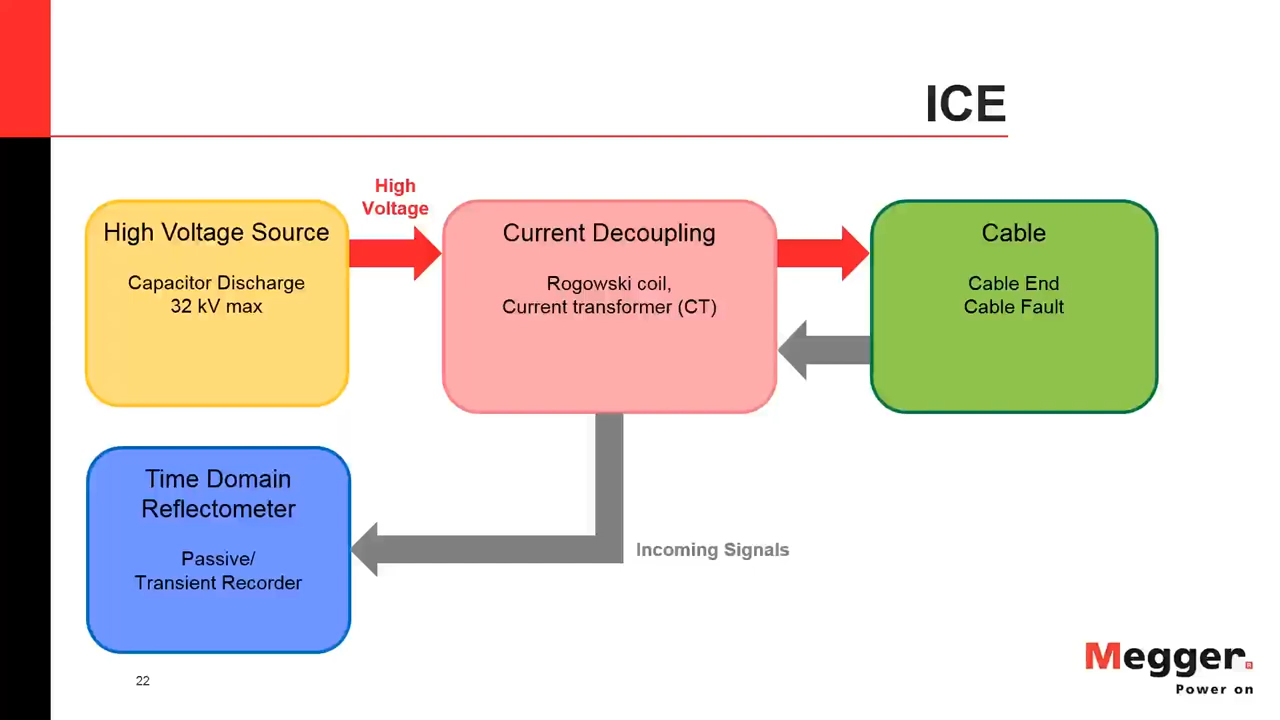 ICE
High
Voltage
High Voltage Source
Capacitor Discharge
32 kV max
Current Decoupling
Rogowski coil,
Current transformer (CT)
Cable
Cable End
Cable Fault
Time Domain
Reflectometer
Passive/
Transient Recorder
Incoming Signals
22
Megger
Power on